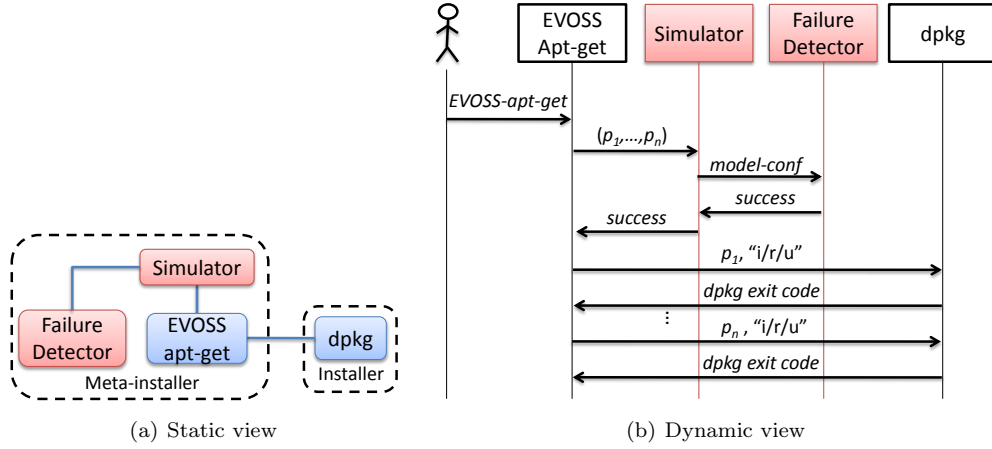 Simulator
Failure
Detector
EVOSS
apt-get
dpkg
Meta-installer
Installer
(a) Static view
EVOSS
Apt-get
Simulator
Failure
Detector
dpkg
EVOSS-apt-get
(p1,...,pn)
model-conf
success
success
p1, “i/r/u”
dpkg exit code
...
pn , “i/r/u”
dpkg exit code
(b) Dynamic view